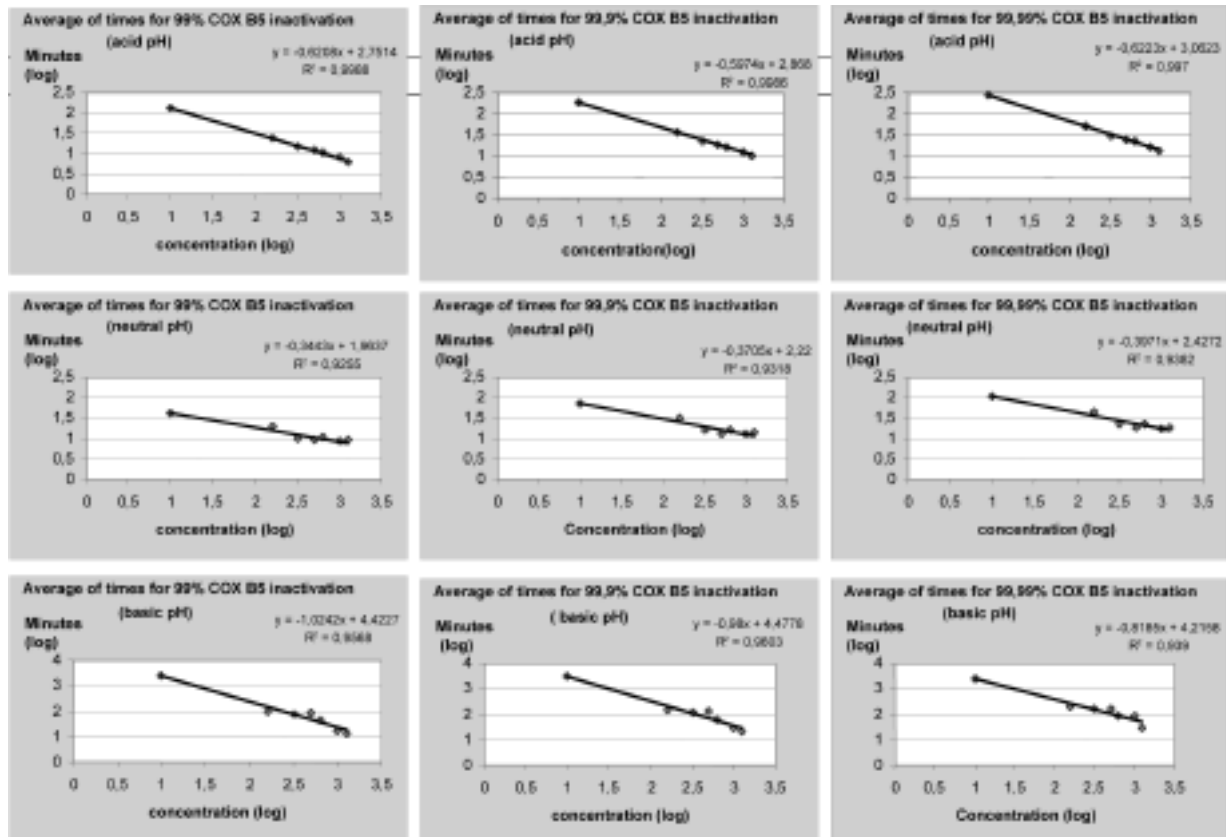 Average of times for 99% COX B5 inactivation
(acid pH)
Minutes
(log)
y = -0,6208x + 2,7514
R² = 0,9988
2,5
2
1,5
1
0,5
0
0 0,5 1 1,5 2 2,5 3 3,5
concentration (log)
Average of times for 99,9% COX B5 inactivation
(acid pH)
Minutes
(log)
y = -0,5974x + 2,868
R² = 0,9986
2,5
2
1,5
1
0,5
0
0 0,5 1 1,5 2 2,5 3 3,5
concentration(log)
Average of times for 99,99% COX B5 inactivation
(acid pH)
Minutes
(log)
y = -0,6223x + 3,0623
R² = 0,997
2,5
2
1,5
1
0,5
0
0 0,5 1 1,5 2 2,5 3 3,5
concentration (log)
Average of times for 99% COX B5 inactivation
(neutral pH)
Minutes
(log)
y = -0,3443x +
R² = 0,9255
2,5
2
1,5
1
0,5
0
0 0,5 1 1,5 2 2,5 3 3,5
concentration (log)
Average of times for 99,9% COX B5 inactivation
(neutral pH)
Minutes
(log)
y = -0,3705x + 2,22
R² = 0,9318
2,5
2
1,5
1
0,5
0
0 0,5 1 1,5 2 2,5 3 3,5
Concentration (log)
Average of times for 99,99% COX B5 inactivation
(neutral pH)
Minutes
(log)
y = -0,3971x + 2,4272
R² = 0,9382
2,5
2
1,5
1
0,5
0
0 0,5 1 1,5 2 2,5 3 3,5
concentration (log)
Average of times for 99% COX B5 inactivation
(basic pH)
Minutes
(log)
y = -1,0242x + 4,4227
R² =
4
3
2
1
0
0 0,5 1 1,5 2 2,5 3 3,5
concentration (log)
Average of times for 99,9% COX B5 inactivation
( basic pH)
Minutes
(log)
y = -0,98x + 4,4778
R² =
4
3
2
1
0
0 0,5 1 1,5 2 2,5 3 3,5
concentration (log)
Average of times for 99,99% COX B5 inactivation
(basic pH)
Minutes
(log)
y = +
R² = 0,939
4
3
2
1
0
0 0,5 1 1,5 2 2,5 3 3,5
Concentration (log)